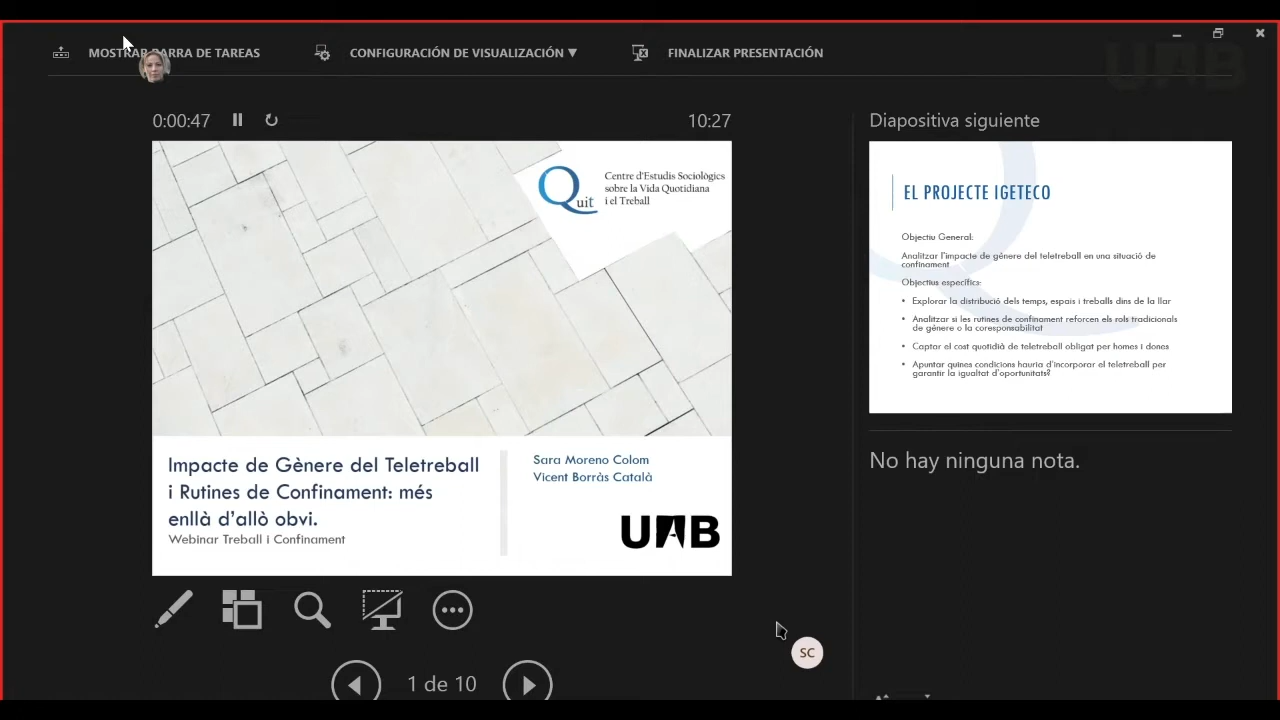 MOSTRAR BARRA DE TAREAS
CONFIGURACIÓN DE VISUALIZACIÓN ▼
FINALIZAR PRESENTACIÓN
UAB
0:00:47
10:27
Diapositiva siguiente
Quit
Centre d'Estudis Sociològics
sobre la Vida Quotidiana
i el Treball
Impacte de Gènere del Teletreball
i Rutines de Confinament: més
enllà d'allò obvi.
Webinar Treball i Confinament
Sara Moreno Colom
Vicent Borràs Català
UAB
EL PROJECTE IGETECO
Objectiu General:
Analitzar l'impacte de gènere del teletreball en una situació de
confinament
Objectius específics:
• Explorar la distribució dels temps, espais i treballs dins de la llar
• Analitzar si les rutines de confinament reforcen els rols tradicionals
de gènere o la coresponsabilitat
• Captar el cost quotidià de teletreball obligat per homes i dones
• Apuntar quines condicions hauria d'incorporar el teletreball per
garantir la igualtat d'oportunitats?
No hay ninguna nota.
SC
1 de 10